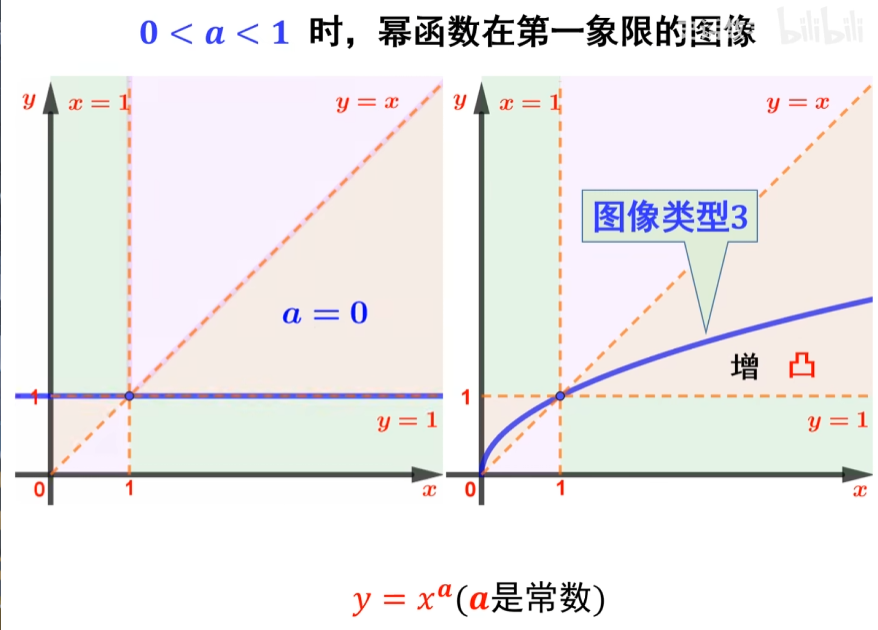 0 < a < 1 时，幂函数在第一象限的图像
bilibili
y x = 1 y = x
a = 0
1
y = 1
0 1 x
y x = 1 y = x
图像类型3
增 凸
1
y = 1
0 1 x
y = xᵃ(a是常数)